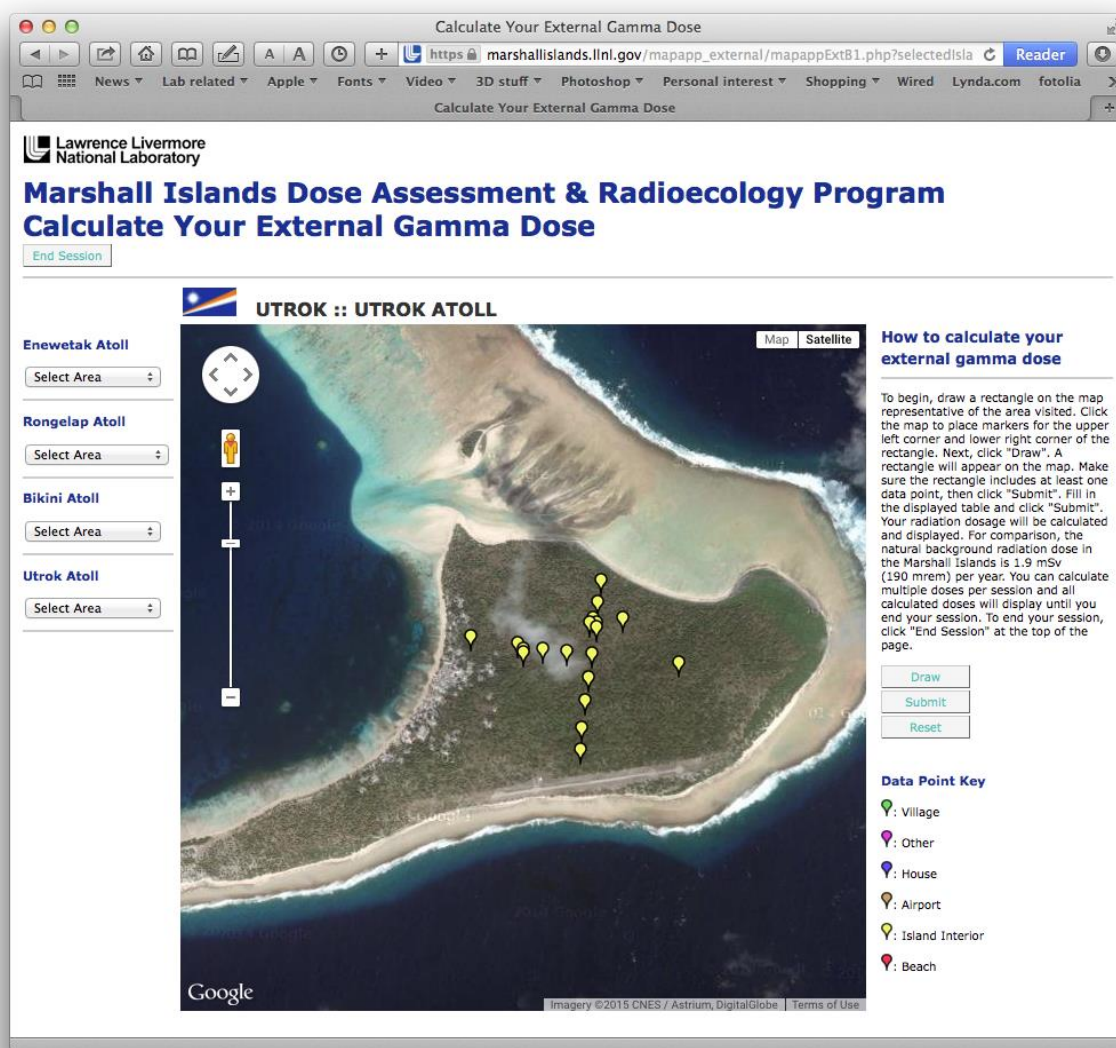 Calculate Your External Gamma Dose
A A
https marshallislands.llnl.gov/mapapp_external/mapappExtB1.php?selectedIsla
Reader
News Lab related Apple Fonts Video 3D stuff Photoshop Personal interest Shopping Wired Lynda.com fotolia
Calculate Your External Gamma Dose
Lawrence Livermore
National Laboratory
Marshall Islands Dose Assessment & Radioecology Program
Calculate Your External Gamma Dose
End Session
UTROK :: UTROK ATOLL
Enewetak Atoll
Select Area
Rongelap Atoll
Select Area
Bikini Atoll
Select Area
Utrok Atoll
Select Area
Map Satellite
Google
Imagery ©2015 CNES / Astrium, DigitalGlobe Terms of Use
How to calculate your
external gamma dose
To begin, draw a rectangle on the map
representative of the area visited. Click
the map to place markers for the upper
left corner and lower right corner of the
rectangle. Next, click "Draw". A
rectangle will appear on the map. Make
sure the rectangle includes at least one
data point, then click "Submit". Fill in
the displayed table and click "Submit".
Your radiation dosage will be calculated
and displayed. For comparison, the
natural background radiation dose in
the Marshall Islands is 1.9 mSv
(190 mrem) per year. You can calculate
multiple doses per session and all
calculated doses will display until you
end your session. To end your session,
click "End Session" at the top of the
page.
Draw
Submit
Reset
Data Point Key
: Village
: Other
: House
: Airport
: Island Interior
: Beach